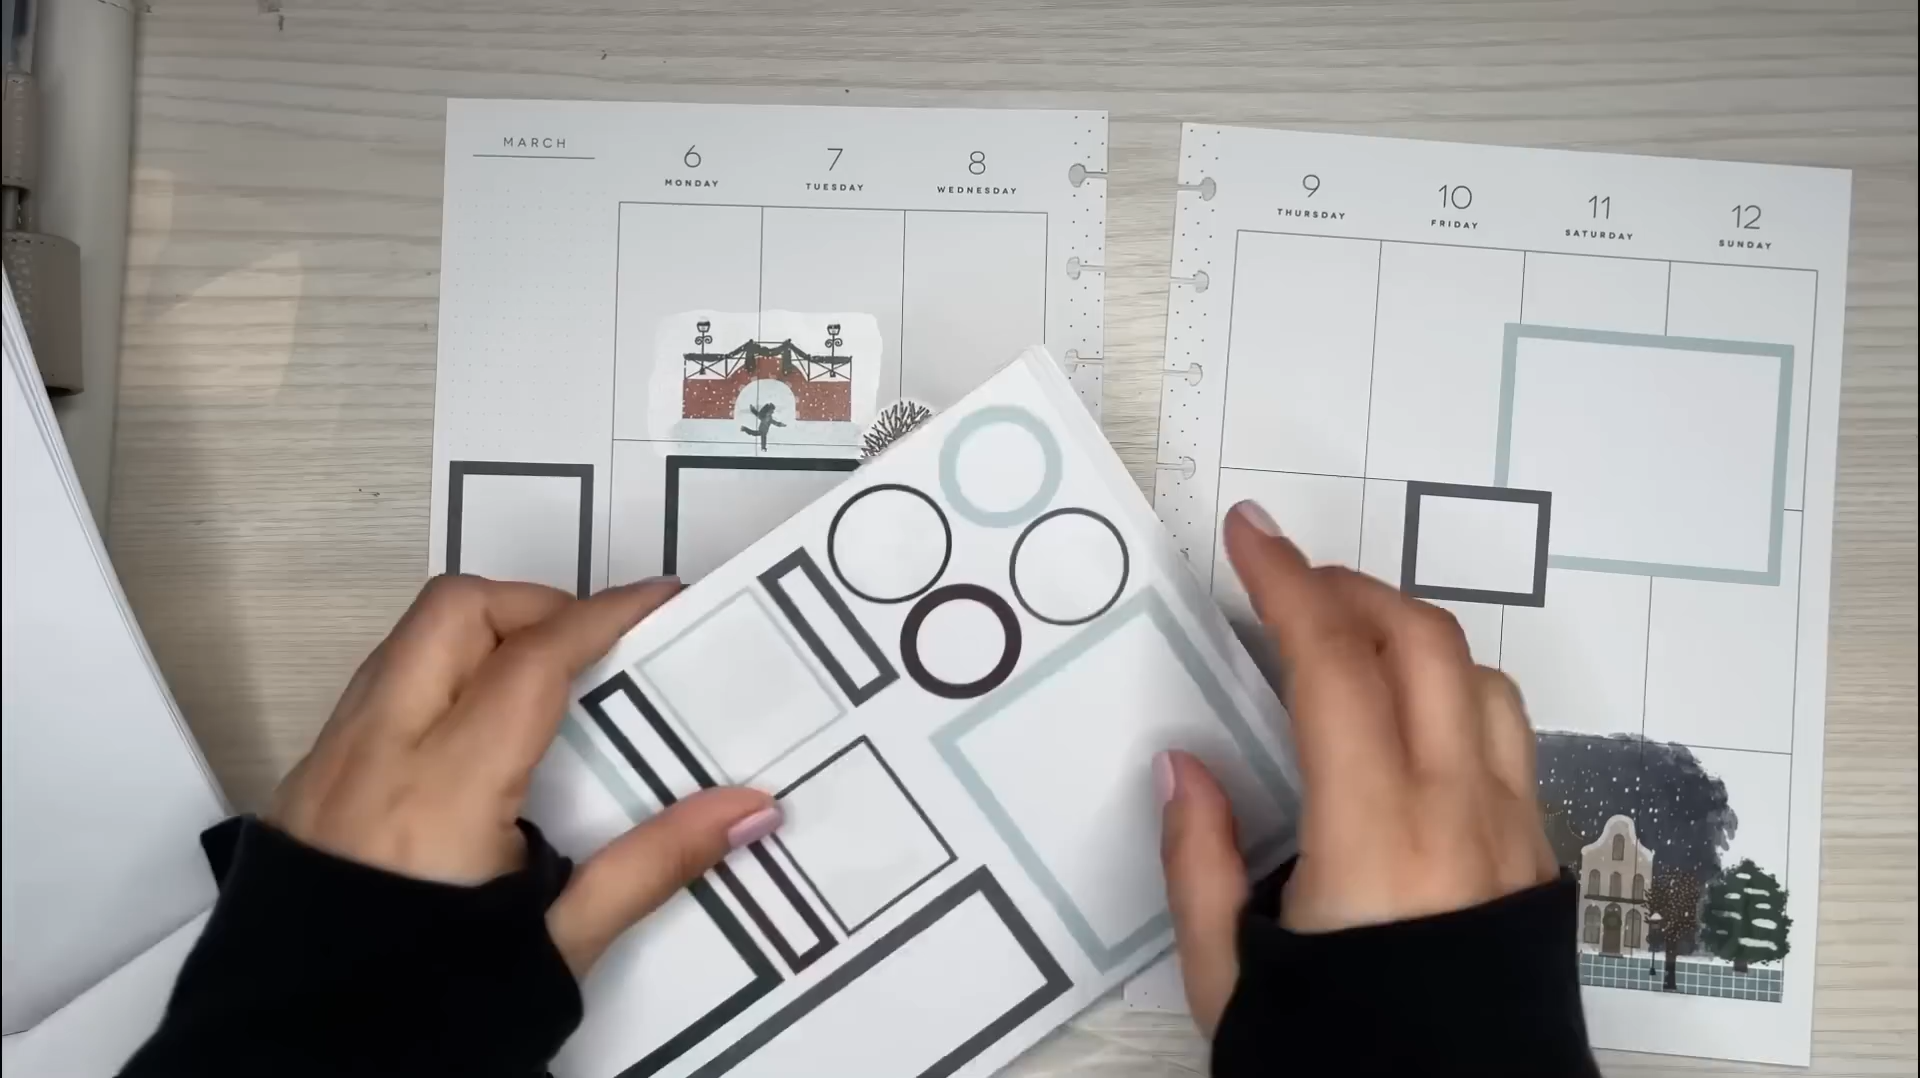 MARCH
6 7 8
MONDAY TUESDAY WEDNESDAY
9 10 11 12
THURSDAY FRIDAY SATURDAY SUNDAY